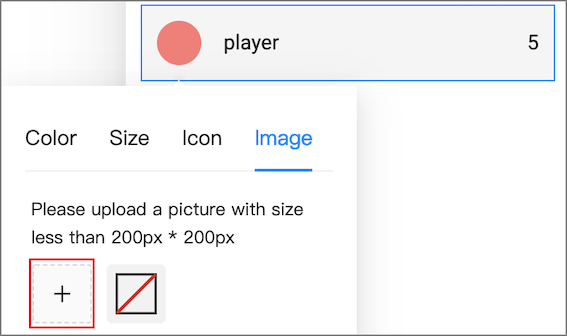 player 5
Color Size Icon Image
Please upload a picture with size
less than 200px * 200px
+